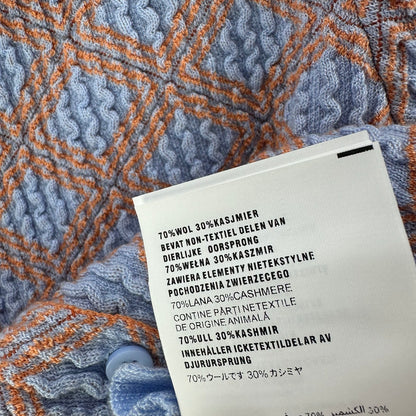 70%WOL 30%KASJMIER
BEVAT NON-TEXTIEL DELEN VAN
DIERLIJKE OORSPRONG
70%WEŁNA 30%KASZMIR
ZAWIERA ELEMENTY NIETEKSTYLNE
POCHODZENIA ZWIERZECEGO
70%LANA 30%CASHMERE
CONTINE PĂRȚI NETEXTILE
DE ORIGINE ANIMALĂ
70%ULL 30%KASHMIR
INNEHÅLLER ICKETEXTILDELAR AV
DJURURSPRUNG
70%ウールです 30%カシミヤ